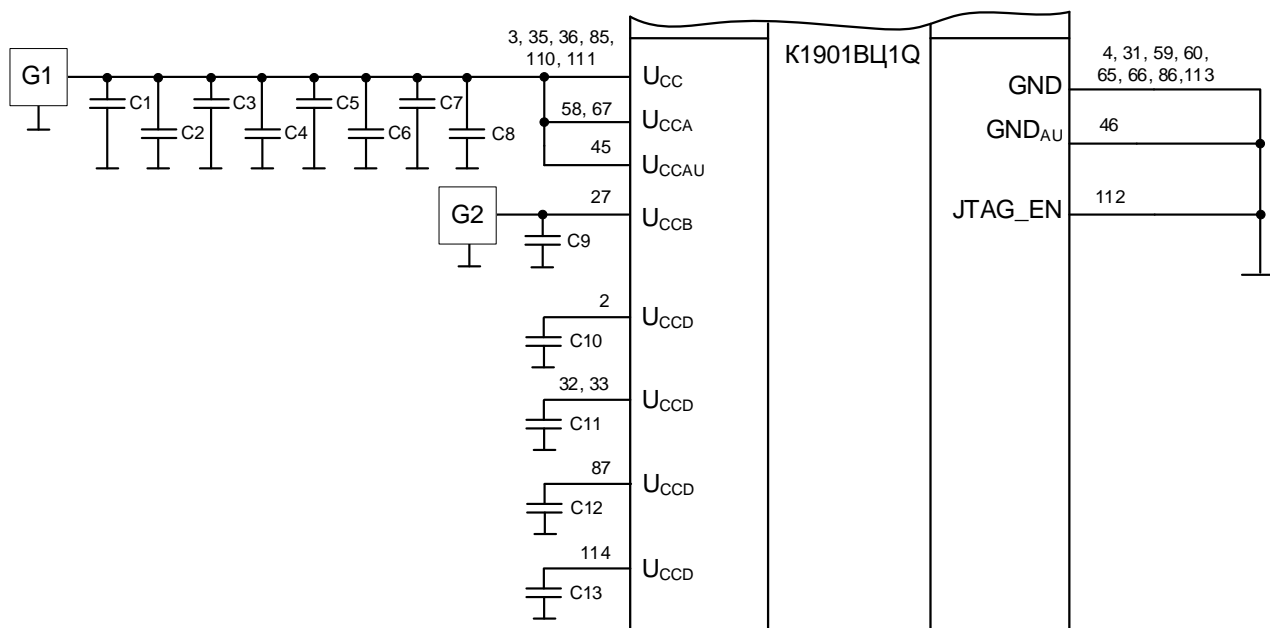 3, 35, 36, 85,
110, 111
К1901ВЦ1Q
4, 31, 59, 60,
65, 66, 86,113
G1
UCC
GND
C1
C3
C5
C7
58, 67
UCCA
GNDAU
46
C2
C4
C6
C8
45
UCCAU
G2
27
UCCB
JTAG_EN
112
C9
2
UCCD
C10
32, 33
UCCD
C11
87
UCCD
C12
114
UCCD
C13